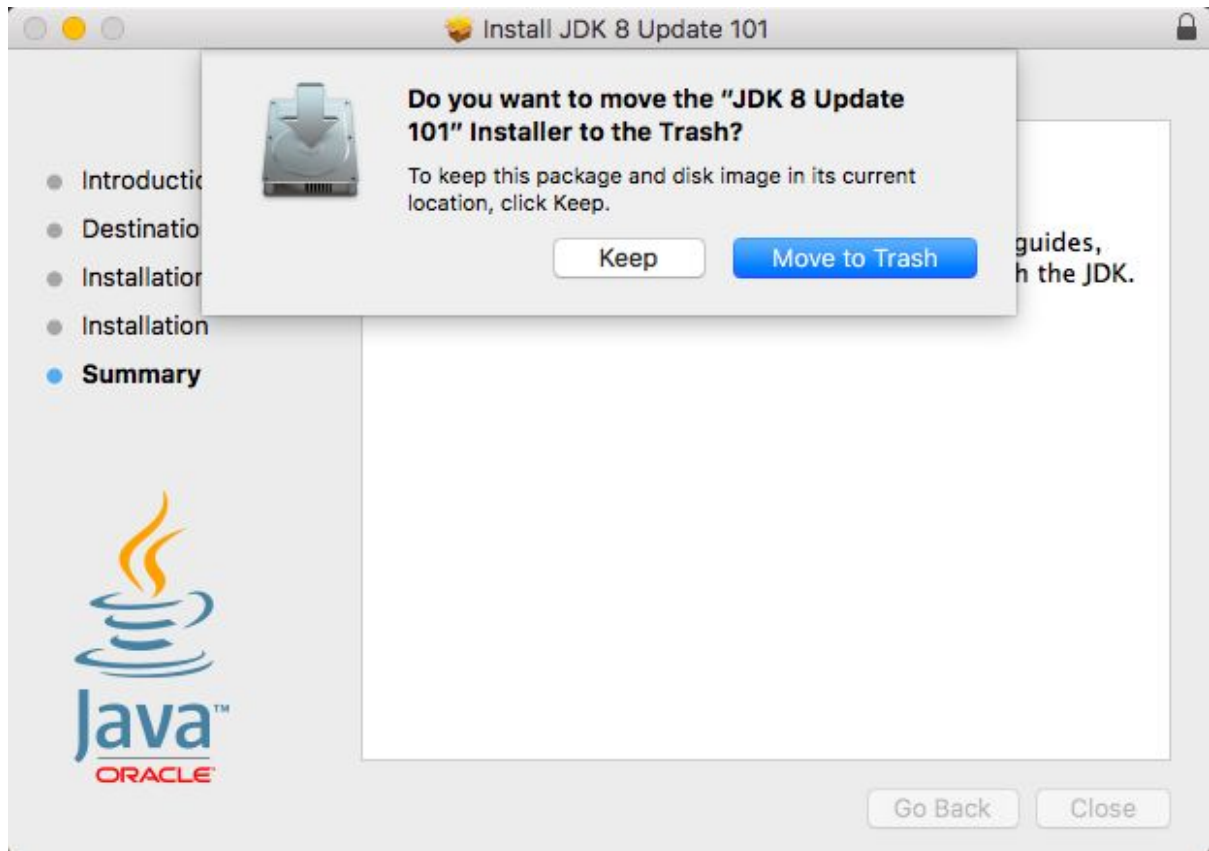 Install JDK 8 Update 101
Do you want to move the "JDK 8 Update
101" Installer to the Trash?
To keep this package and disk image in its current
location, click Keep.
Keep
Move to Trash
Introductic
Destinatio
Installation
Installation
Summary
guides,
h the JDK.
Java™
ORACLE
Go Back
Close